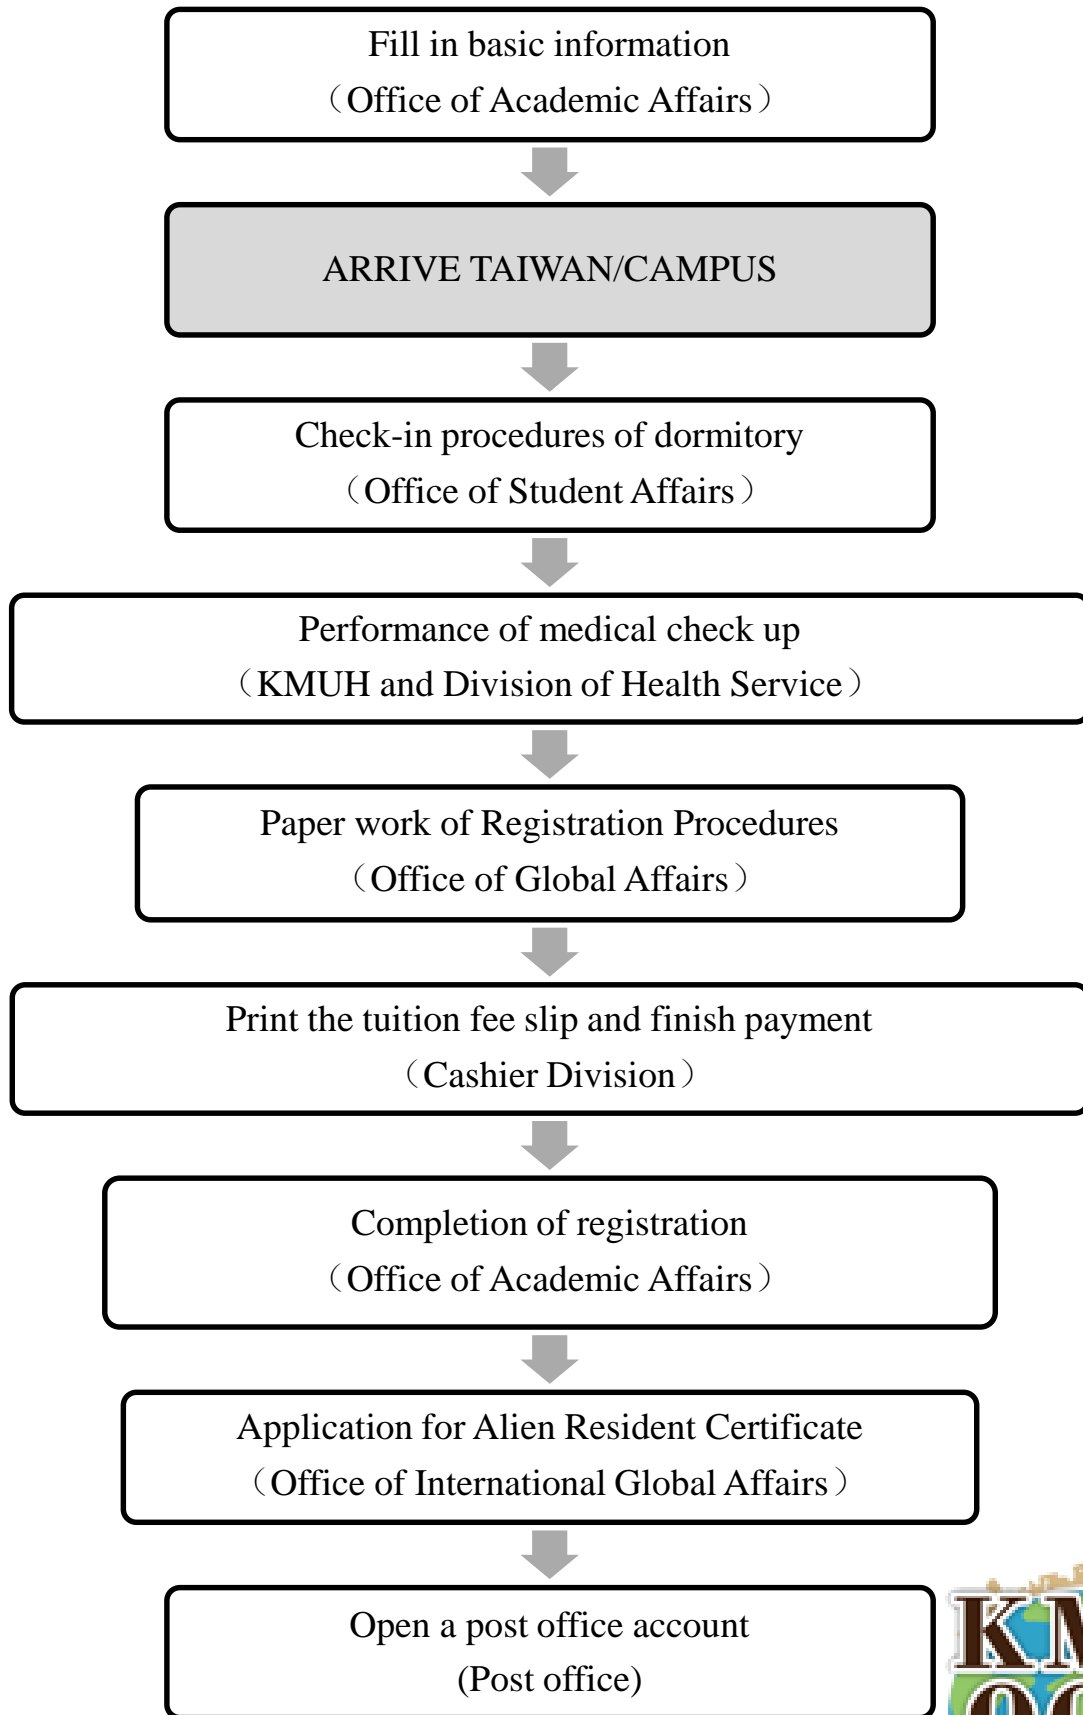 Fill in basic information
（Office of Academic Affairs）
ARRIVE TAIWAN/CAMPUS
Check-in procedures of dormitory
（Office of Student Affairs）
Performance of medical check up
（KMUH and Division of Health Service）
Paper work of Registration Procedures
（Office of Global Affairs）
Print the tuition fee slip and finish payment
（Cashier Division）
Completion of registration
（Office of Academic Affairs）
Application for Alien Resident Certificate
（Office of International Global Affairs）
Open a post office account
(Post office)